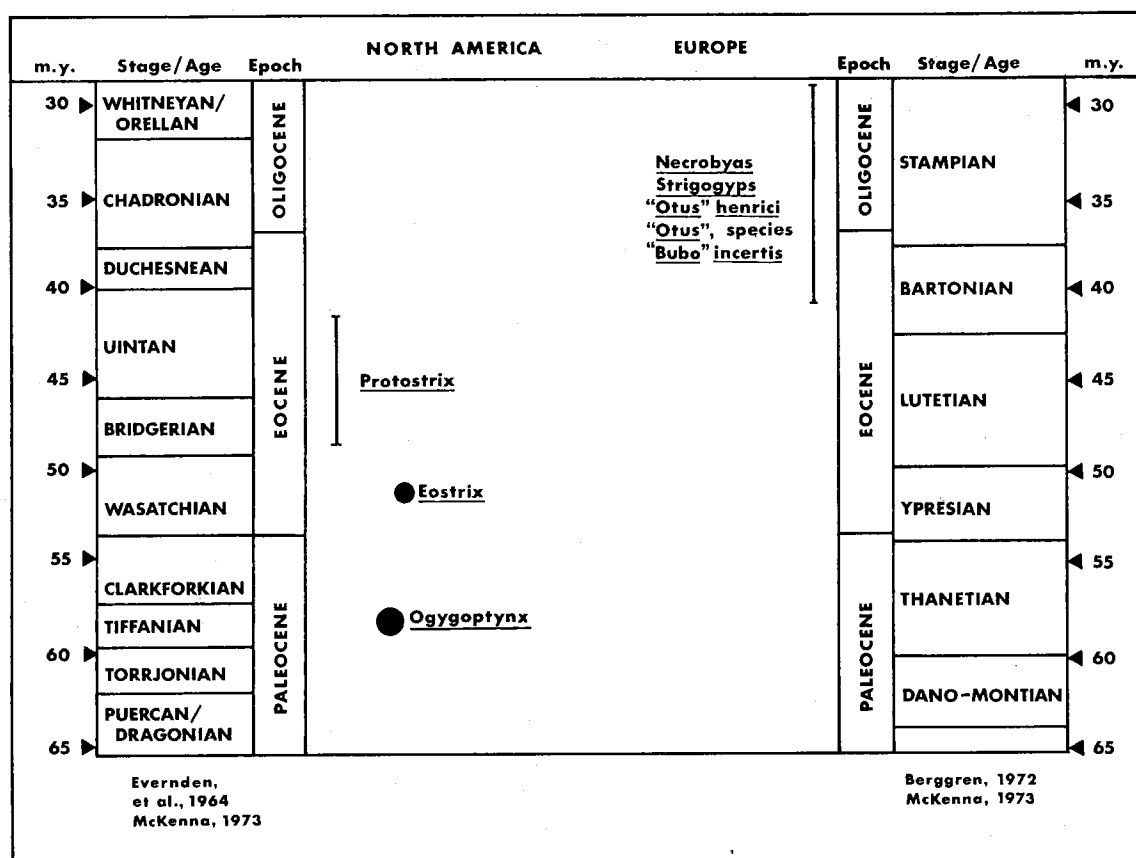 NORTH AMERICA EUROPE
m.y. Stage/Age Epoch Epoch Stage/Age m.y.
30 WHITNEYAN/
ORELLAN
35 CHADRONIAN
DUCHESNEAN
40
UINTAN
45
BRIDGERIAN
50
WASATCHIAN
55
CLARKFORKIAN
TIFFANIAN
60
TORRJONIAN
PUERCAN/
DRAGONIAN
65
OLIGOCENE
EOCENE
PALEOCENE
Protostrix
Eostrix
Ogygoptynx
Necrobyas
Strigogyps
"Otus" henrici
"Otus", species
"Bubo" incertis
OLIGOCENE
EOCENE
PALEOCENE
30
STAMPIAN
35
BARTONIAN 40
45
LUTETIAN
50
YPRESIAN
55
THANETIAN
60
DANO-MONTIAN
65
Evernden,
et al., 1964
McKenna, 1973
Berggren, 1972
McKenna, 1973